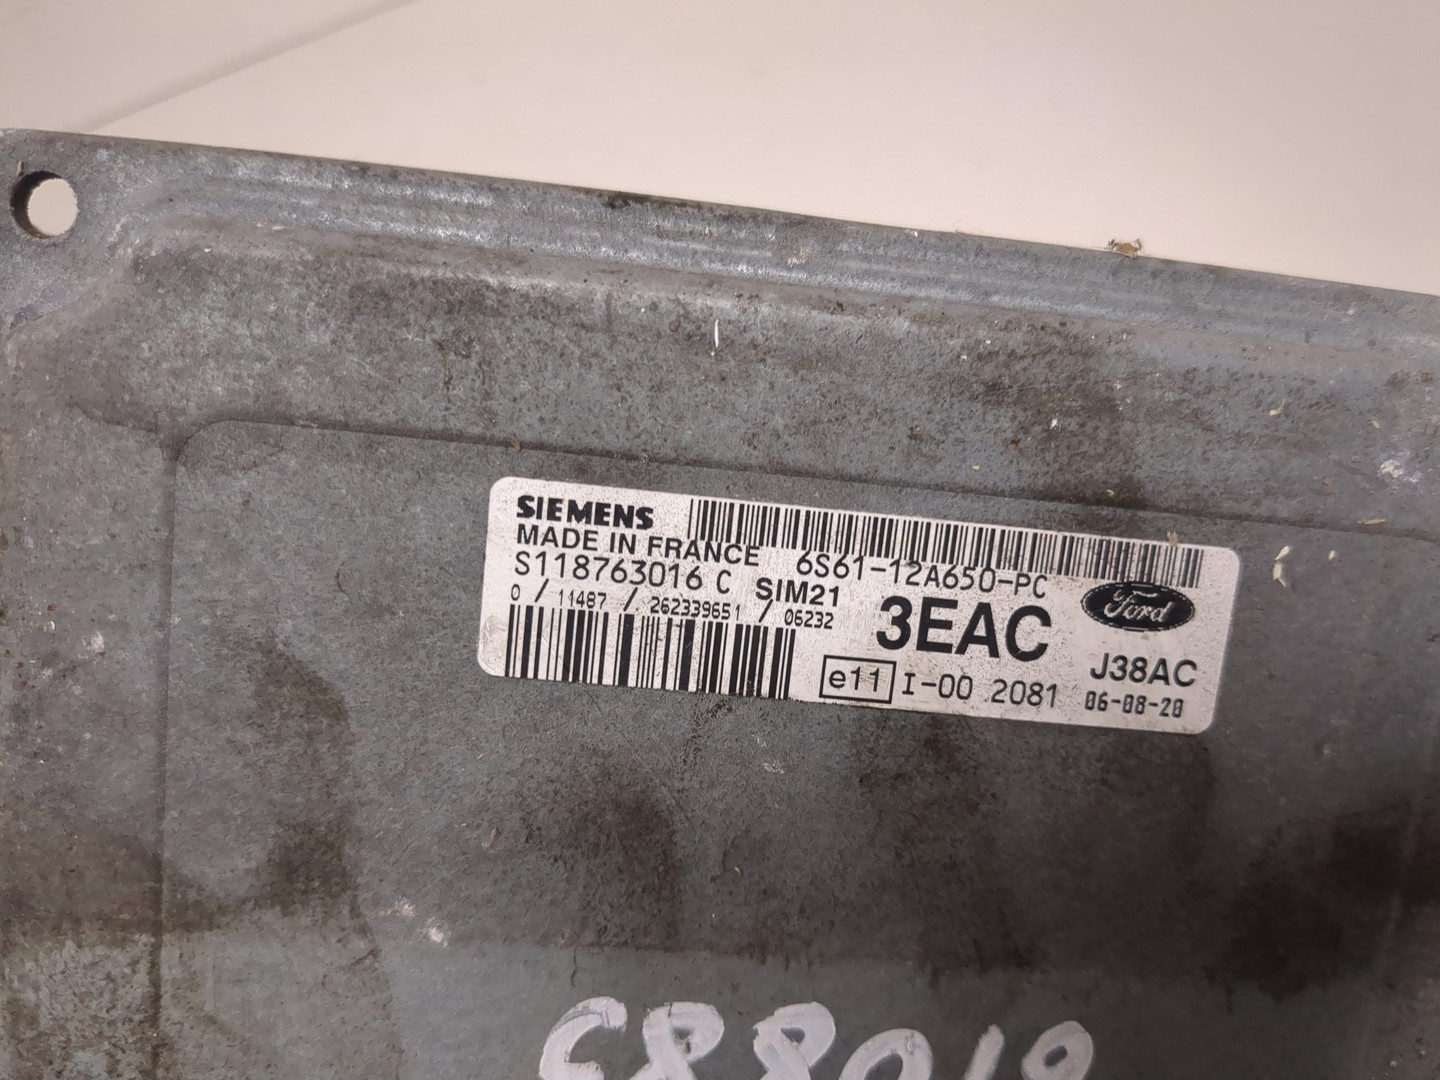 SIEMENS
MADE IN FRANCE 6S61-12A650-PC
S118763016 C SIM21 3EAC Ford
0 / 11487 / 262339651 / 06232
J38AC
e11 I-00 2081 06-08-20